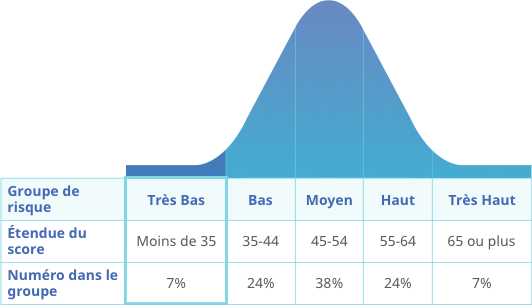 Groupe de risque Très Bas Bas Moyen Haut Très Haut
Étendue du score Moins de 35 35-44 45-54 55-64 65 ou plus
Numéro dans le groupe 7% 24% 38% 24% 7%